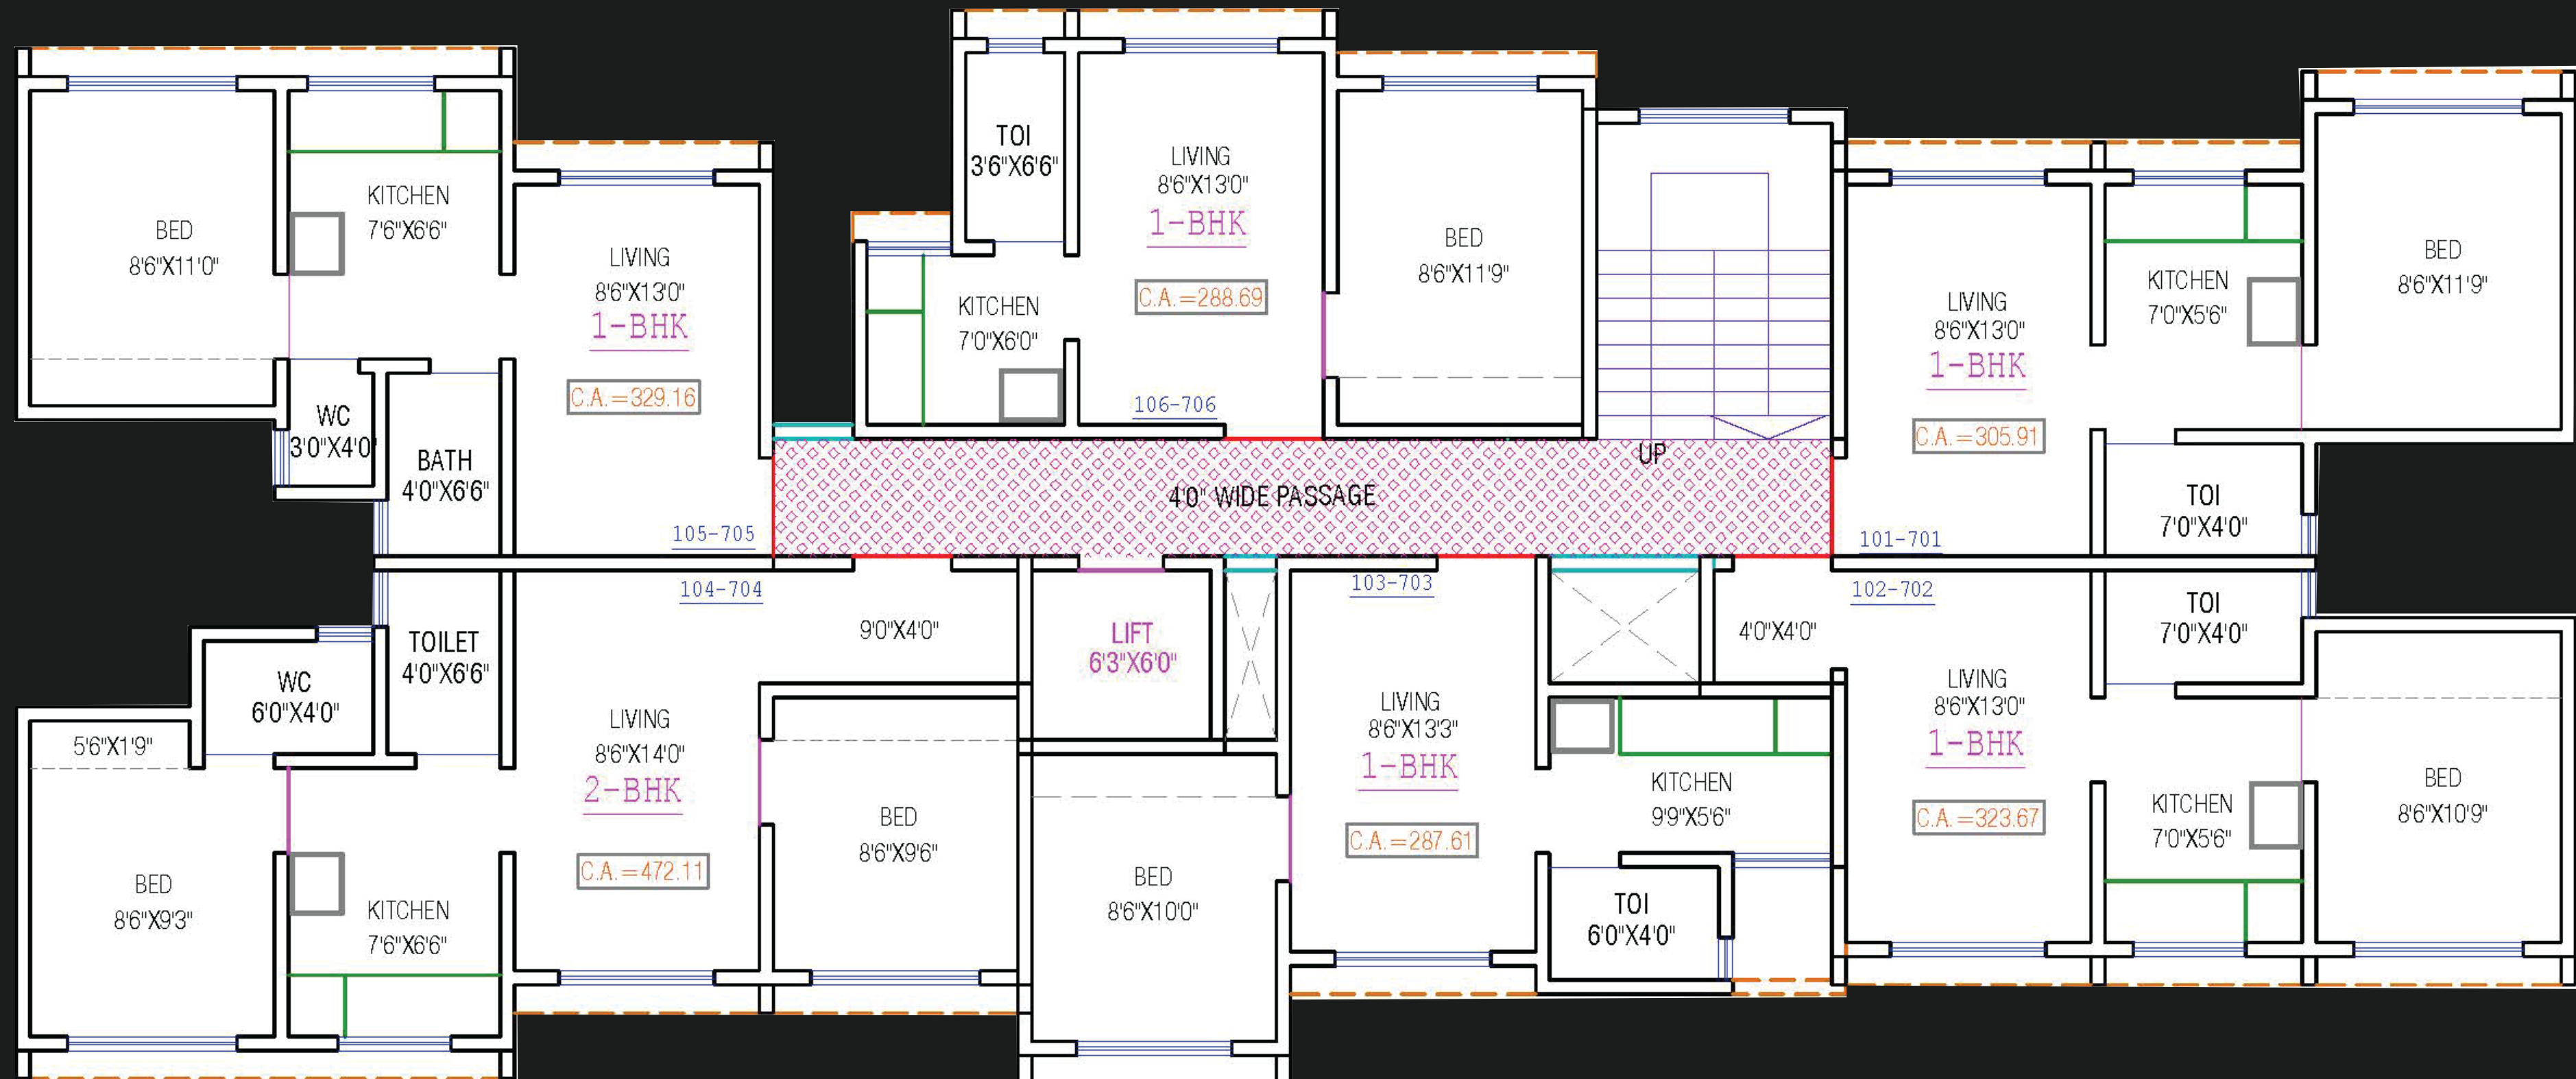 BED
8'6"X11'0"
KITCHEN
7'6"X6'6"
LIVING
8'6"X13'0"
1-BHK
C.A.=329.16
WC
3'0"X4'0
BATH
4'0"X6'6"
105-705
TOI
3'6"X6'6"
LIVING
8'6"X13'0"
1-BHK
C.A.=288.69
KITCHEN
7'0"X6'0"
106-706
BED
8'6"X11'9"
UP
4'0" WIDE PASSAGE
LIVING
8'6"X13'0"
1-BHK
C.A.=305.91
101-701
KITCHEN
7'0"X5'6"
BED
8'6"X11'9"
TOI
7'0"X4'0"
104-704
9'0"X4'0"
TOILET
4'0"X6'6"
WC
6'0"X4'0"
5'6"X1'9"
LIVING
8'6"X14'0"
2-BHK
C.A.=472.11
BED
8'6"X9'3"
KITCHEN
7'6"X6'6"
BED
8'6"X9'6"
LIFT
6'3"X6'0"
103-703
LIVING
8'6"X13'3"
1-BHK
C.A.=287.61
BED
8'6"X10'0"
KITCHEN
9'9"X5'6"
TOI
6'0"X4'0"
4'0"X4'0"
102-702
LIVING
8'6"X13'0"
1-BHK
C.A.=323.67
TOI
7'0"X4'0"
KITCHEN
7'0"X5'6"
BED
8'6"X10'9"